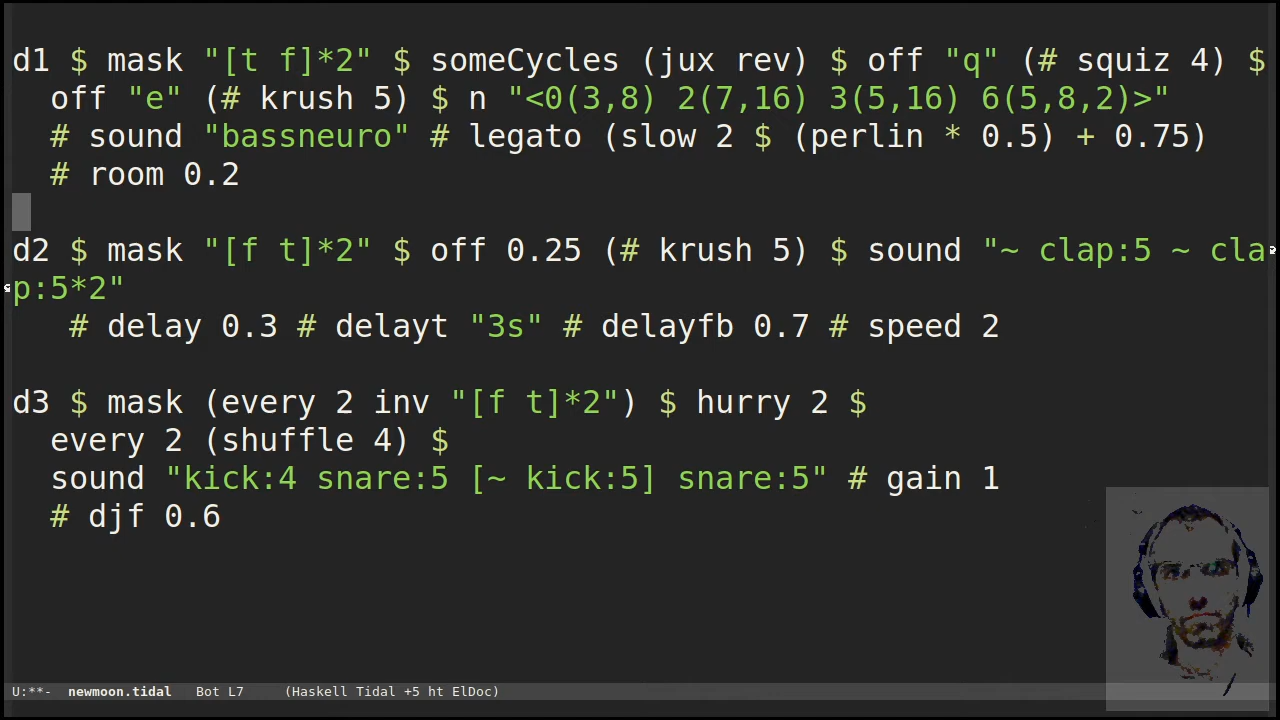 d1 $ mask "[t f]*2" $ someCycles (jux rev) $ off "q" (# squiz 4) $
  off "e" (# krush 5) $ n "<0(3,8) 2(7,16) 3(5,16) 6(5,8,2)>"
  # sound "bassneuro" # legato (slow 2 $ (perlin * 0.5) + 0.75)
  # room 0.2
d2 $ mask "[f t]*2" $ off 0.25 (# krush 5) $ sound "~ clap:5 ~ cla
p:5*2"
   # delay 0.3 # delayt "3s" # delayfb 0.7 # speed 2
d3 $ mask (every 2 inv "[f t]*2") $ hurry 2 $
  every 2 (shuffle 4) $
  sound "kick:4 snare:5 [~ kick:5] snare:5" # gain 1
  # djf 0.6
U:**-  newmoon.tidal   Bot L7     (Haskell Tidal +5 ht ElDoc)